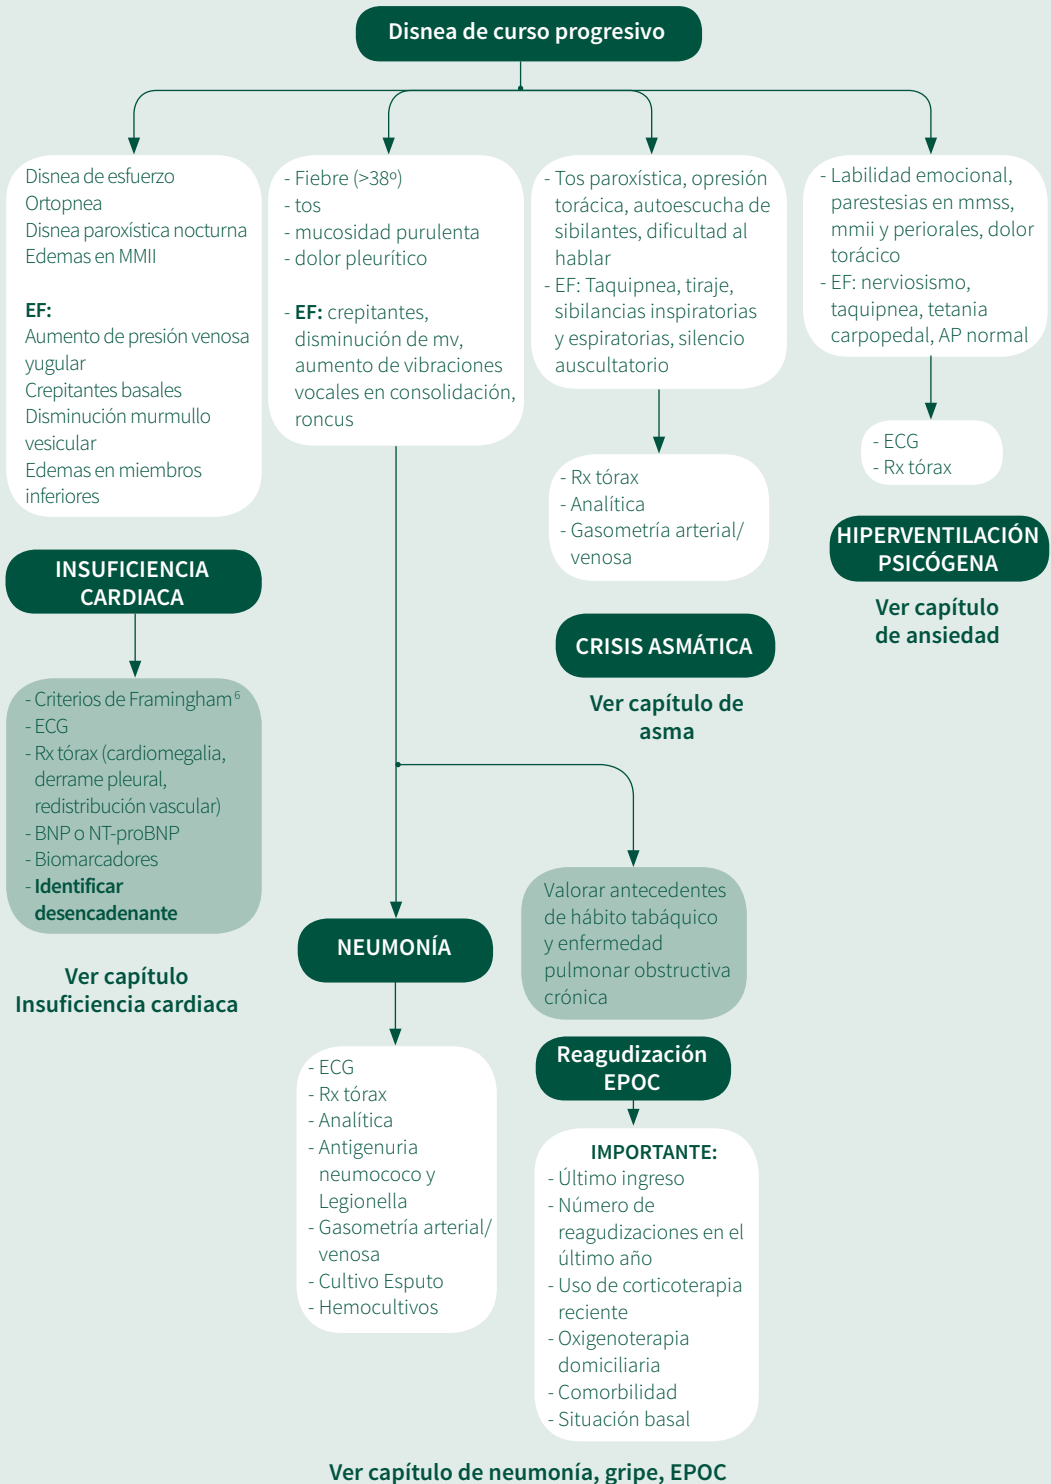 Disnea de curso progresivo
Disnea de esfuerzo
Ortopnea
Disnea paroxística nocturna
Edemas en MMII
EF:
Aumento de presión venosa
yugular
Crepitantes basales
Disminución murmullo
vesicular
Edemas en miembros
inferiores
INSUFICIENCIA
CARDIACA
- Criterios de Framingham⁶
- ECG
- Rx tórax (cardiomegalia,
derrame pleural,
redistribución vascular)
- BNP o NT-proBNP
- Biomarcadores
- Identificar
desencadenante
Ver capítulo
Insuficiencia cardiaca
- Fiebre (>38º)
- tos
- mucosidad purulenta
- dolor pleurítico
- EF: crepitantes,
disminución de mv,
aumento de vibraciones
vocales en consolidación,
roncus
NEUMONÍA
- ECG
- Rx tórax
- Analítica
- Antigenuria
neumococo y
Legionella
- Gasometría arterial/
venosa
- Cultivo Esputo
- Hemocultivos
Valorar antecedentes
de hábito tabáquico
y enfermedad
pulmonar obstructiva
crónica
Reagudización
EPOC
IMPORTANTE:
- Último ingreso
- Número de
reagudizaciones en el
último año
- Uso de corticoterapia
reciente
- Oxigenoterapia
domiciliaria
- Comorbilidad
- Situación basal
- Tos paroxística, opresión
torácica, autoescucha de
sibilantes, dificultad al
hablar
- EF: Taquipnea, tiraje,
sibilancias inspiratorias
y espiratorias, silencio
auscultatorio
- Rx tórax
- Analítica
- Gasometría arterial/
venosa
CRISIS ASMÁTICA
Ver capítulo de
asma
- Labilidad emocional,
parestesias en mmss,
mmii y periorales, dolor
torácico
- EF: nerviosismo,
taquipnea, tetania
carpopedal, AP normal
- ECG
- Rx tórax
HIPERVENTILACIÓN
PSICÓGENA
Ver capítulo
de ansiedad
Ver capítulo de neumonía, gripe, EPOC